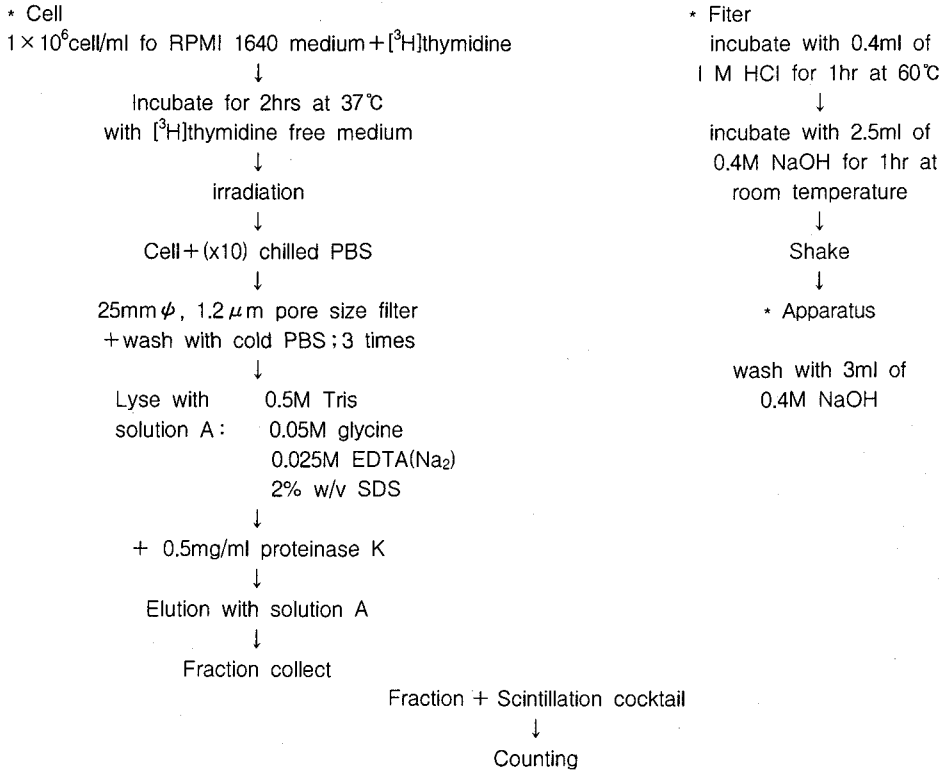 * Cell
1×10⁶cell/ml fo RPMI 1640 medium+[³H]thymidine
↓
Incubate for 2hrs at 37℃
with [³H]thymidine free medium
↓
irradiation
↓
Cell+(x10) chilled PBS
↓
25mmφ, 1.2μm pore size filter
+wash with cold PBS;3 times
↓
Lyse with 0.5M Tris
solution A: 0.05M glycine
0.025M EDTA(Na₂)
2% w/v SDS
↓
+ 0.5mg/ml proteinase K
↓
Elution with solution A
↓
Fraction collect
* Fiter
incubate with 0.4ml of
I M HCl for 1hr at 60℃
↓
incubate with 2.5ml of
0.4M NaOH for 1hr at
room temperature
↓
Shake
↓
* Apparatus
wash with 3ml of
0.4M NaOH
Fraction + Scintillation cocktail
↓
Counting